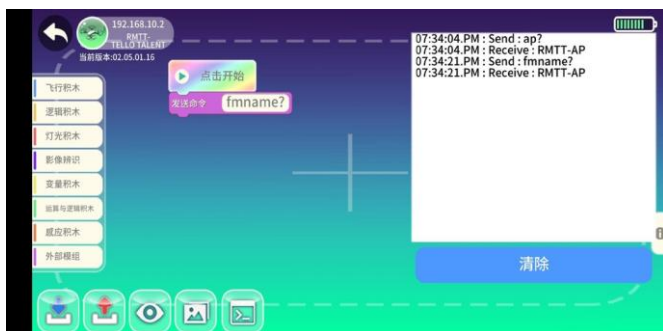 192.168.10.2
RMTT-
TELLO TALENT
当前版本:02.05.01.16
点击开始
发送命令 fmname?
飞行积木
逻辑积木
灯光积木
影像辨识
变量积木
运算与逻辑积木
感应积木
外部模组
07:34:04.PM : Send : ap?
07:34:04.PM : Receive : RMTT-AP
07:34:21.PM : Send : fmname?
07:34:21.PM : Receive : RMTT-AP
清除